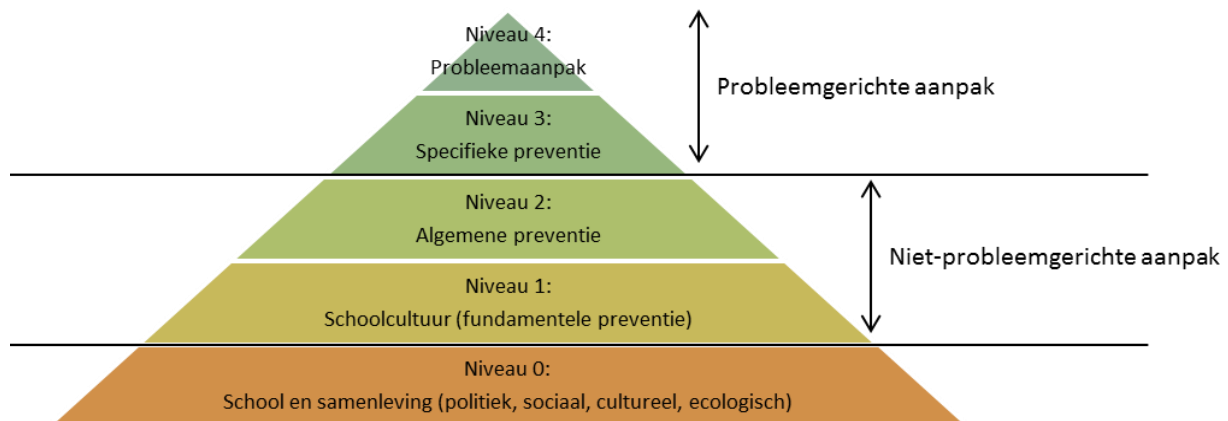 Niveau 4:
Probleemaanpak
Probleemgerichte aanpak
Niveau 3:
Specifieke preventie
Niveau 2:
Algemene preventie
Niet-probleemgerichte aanpak
Niveau 1:
Schoolcultuur (fundamentele preventie)
Niveau 0:
School en samenleving (politiek, sociaal, cultureel, ecologisch)